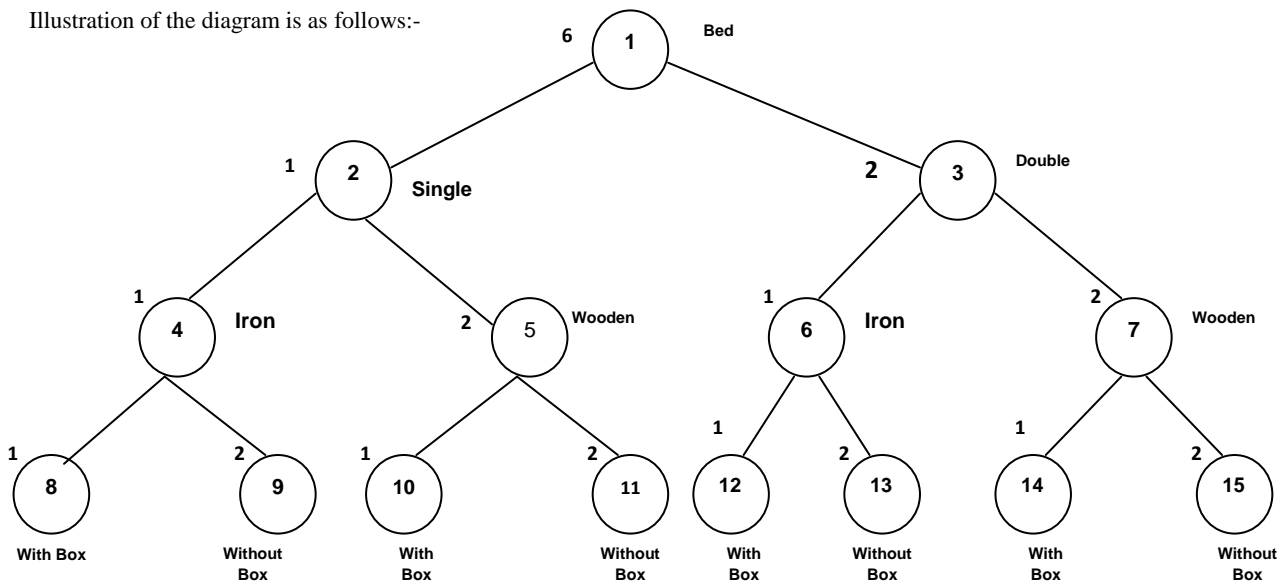 Illustration of the diagram is as follows:-
6 1 Bed
1 2 Single
2 3 Double
1 4 Iron
2 5 Wooden
1 6 Iron
2 7 Wooden
1 8
2 9
1 10
2 11
1 12
2 13
1 14
2 15
With Box
Without
Box
With
Box
Without
Box
With
Box
Without
Box
With
Box
Without
Box